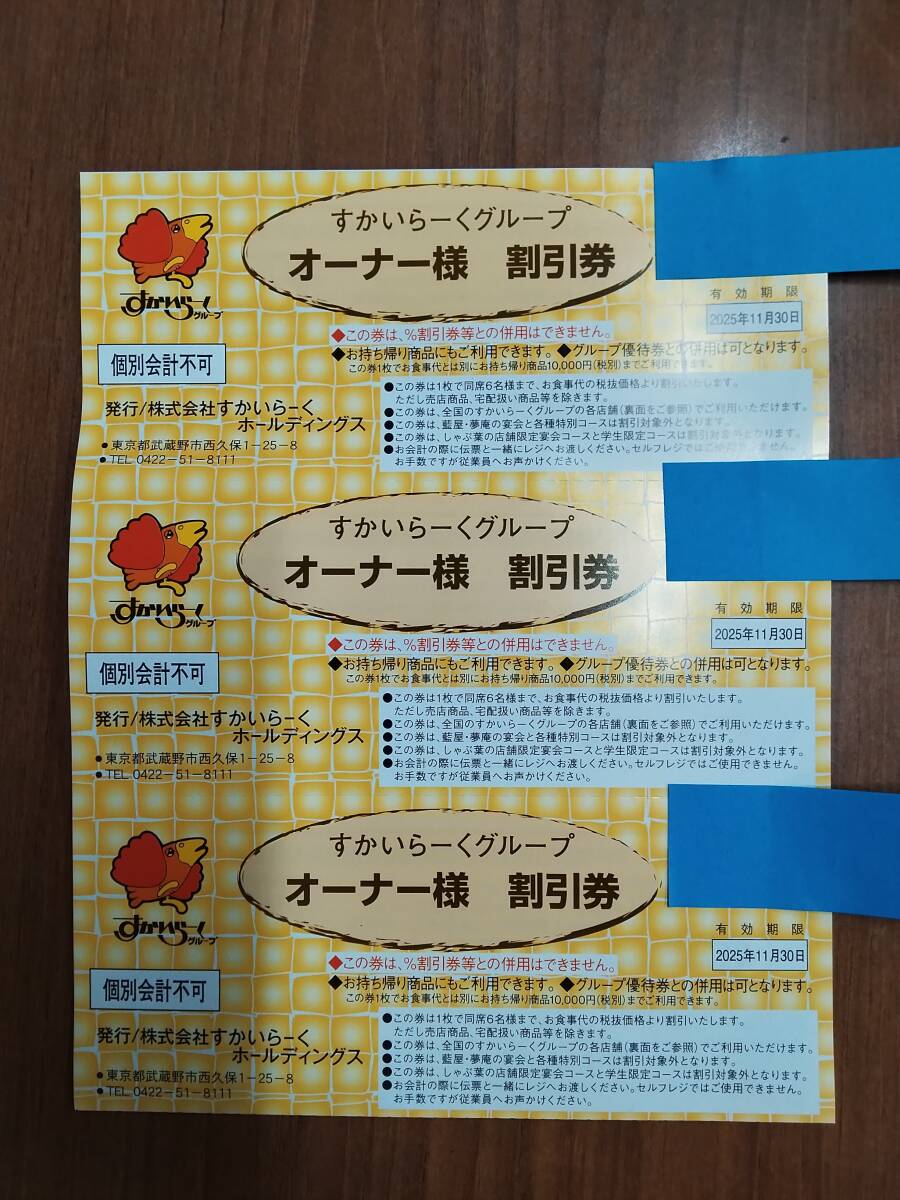 すかいらーくグループ
オーナー様 割引券
すかいらーく
グループ
有効期限
2025年11月30日
◆この券は、%割引券等との併用はできません。
◆お持ち帰り商品にもご利用できます。◆グループ優待券との併用は可となります。
この券1枚でお食事代とは別にお持ち帰り商品10,000円(税別)までご利用できます。
個別会計不可
発行/株式会社すかいらーく
ホールディングス
●東京都武蔵野市西久保1-25-8
●TEL 0422-51-8111
●この券は1枚で同席6名様まで、お食事代の税抜価格より割引いたします。
ただし売店商品、宅配扱い商品等を除きます。
●この券は、全国のすかいらーくグループの各店舗(裏面をご参照)でご利用いただけます。
●この券は、藍屋・夢庵の宴会と各種特別コースは割引対象外となります。
●この券は、しゃぶ葉の店舗限定宴会コースと学生限定コースは割引対象外となります。
●お会計の際に伝票と一緒にレジへお渡しください。セルフレジではご使用できません。
お手数ですが従業員へお声かけください。
すかいらーくグループ
オーナー様 割引券
すかいらーく
グループ
有効期限
2025年11月30日
◆この券は、%割引券等との併用はできません。
◆お持ち帰り商品にもご利用できます。◆グループ優待券との併用は可となります。
この券1枚でお食事代とは別にお持ち帰り商品10,000円(税別)までご利用できます。
個別会計不可
発行/株式会社すかいらーく
ホールディングス
●東京都武蔵野市西久保1-25-8
●TEL 0422-51-8111
●この券は1枚で同席6名様まで、お食事代の税抜価格より割引いたします。
ただし売店商品、宅配扱い商品等を除きます。
●この券は、全国のすかいらーくグループの各店舗(裏面をご参照)でご利用いただけます。
●この券は、藍屋・夢庵の宴会と各種特別コースは割引対象外となります。
●この券は、しゃぶ葉の店舗限定宴会コースと学生限定コースは割引対象外となります。
●お会計の際に伝票と一緒にレジへお渡しください。セルフレジではご使用できません。
お手数ですが従業員へお声かけください。
すかいらーくグループ
オーナー様 割引券
すかいらーく
グループ
有効期限
2025年11月30日
◆この券は、%割引券等との併用はできません。
◆お持ち帰り商品にもご利用できます。◆グループ優待券との併用は可となります。
この券1枚でお食事代とは別にお持ち帰り商品10,000円(税別)までご利用できます。
個別会計不可
発行/株式会社すかいらーく
ホールディングス
●東京都武蔵野市西久保1-25-8
●TEL 0422-51-8111
●この券は1枚で同席6名様まで、お食事代の税抜価格より割引いたします。
ただし売店商品、宅配扱い商品等を除きます。
●この券は、全国のすかいらーくグループの各店舗(裏面をご参照)でご利用いただけます。
●この券は、藍屋・夢庵の宴会と各種特別コースは割引対象外となります。
●この券は、しゃぶ葉の店舗限定宴会コースと学生限定コースは割引対象外となります。
●お会計の際に伝票と一緒にレジへお渡しください。セルフレジではご使用できません。
お手数ですが従業員へお声かけください。